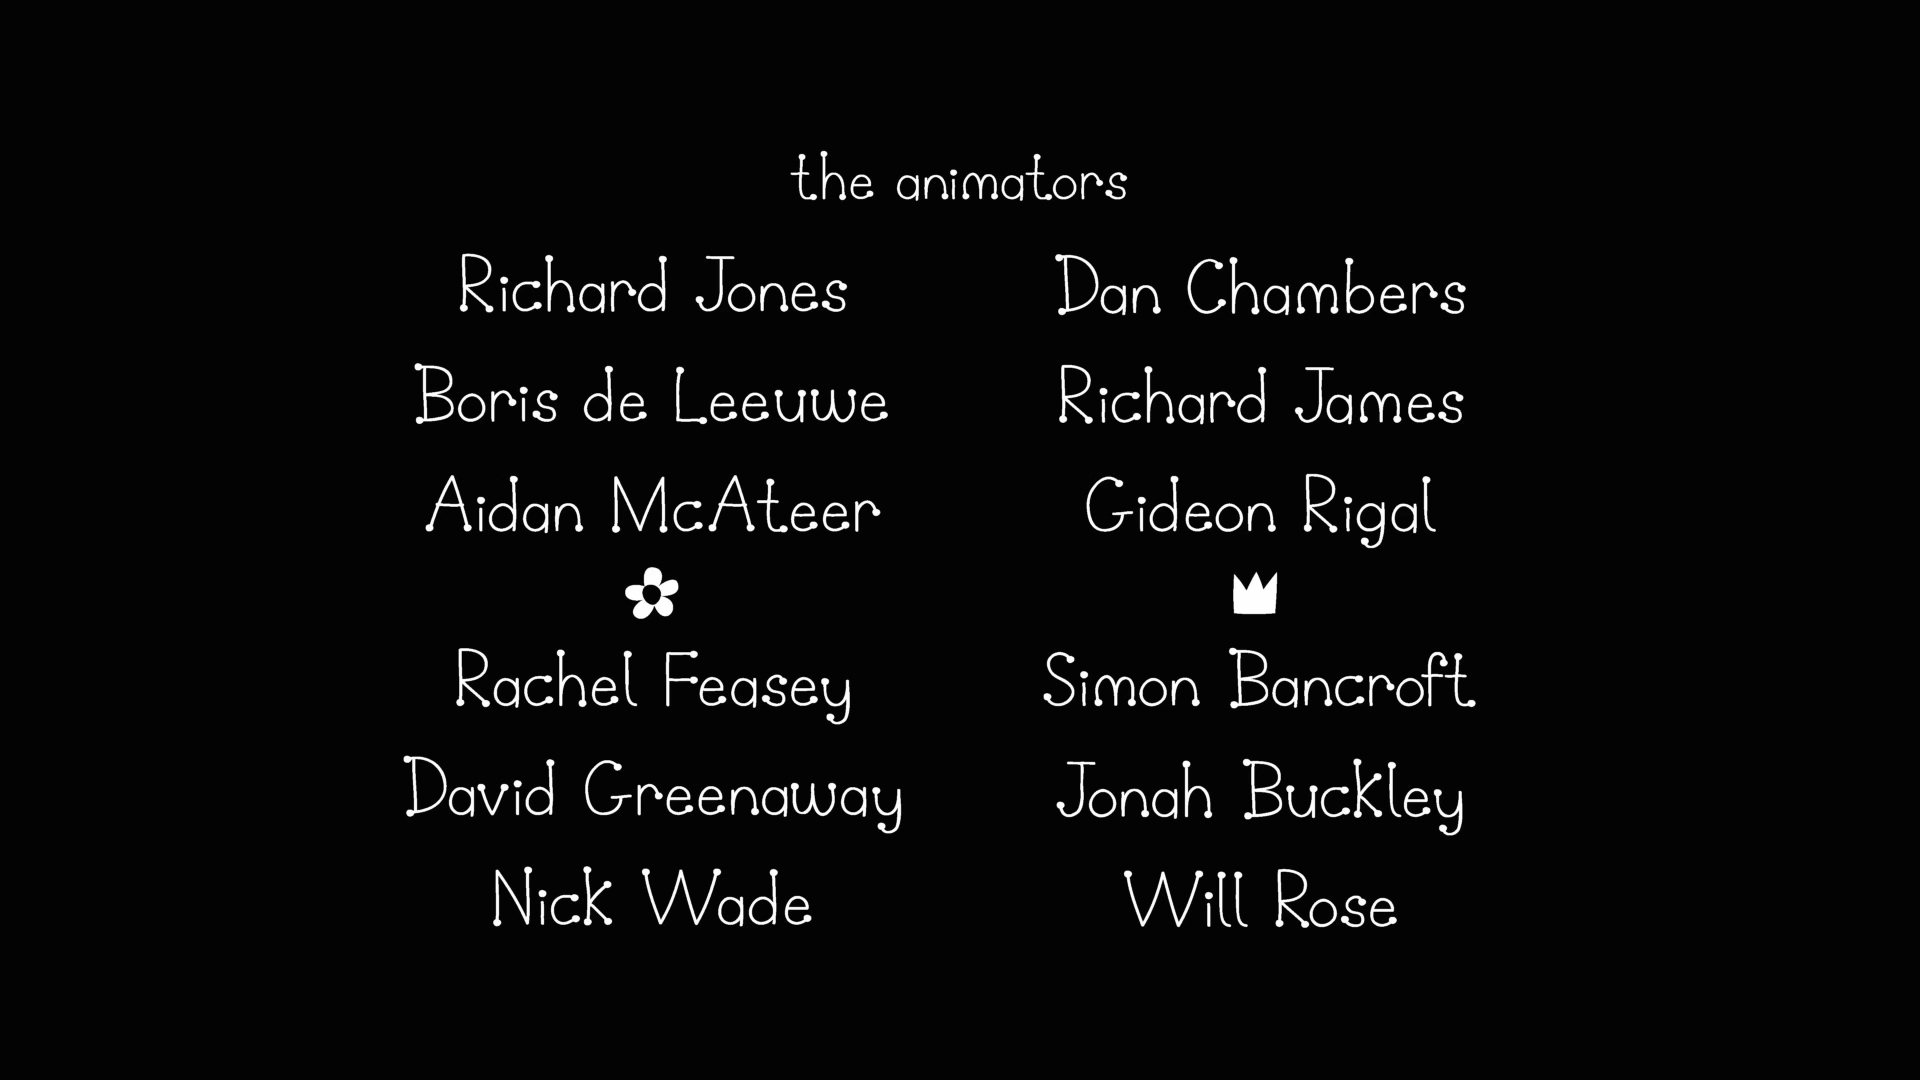 the animators
Richard Jones
Dan Chambers
Boris de Leeuwe
Richard James
Aidan McAteer
Gideon Rigal
Rachel Feasey
Simon Bancroft
David Greenaway
Jonah Buckley
Nick Wade
Will Rose